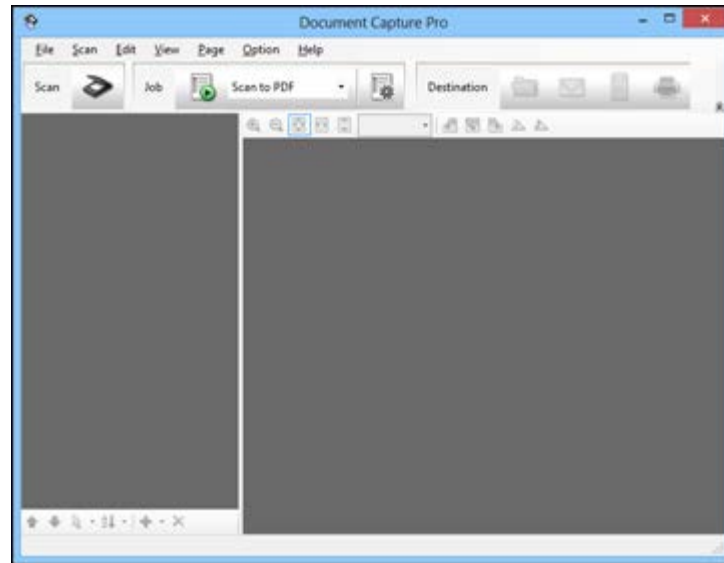 Document Capture Pro
File Scan Edit View Page Option Help
Scan Job Scan to PDF Destination